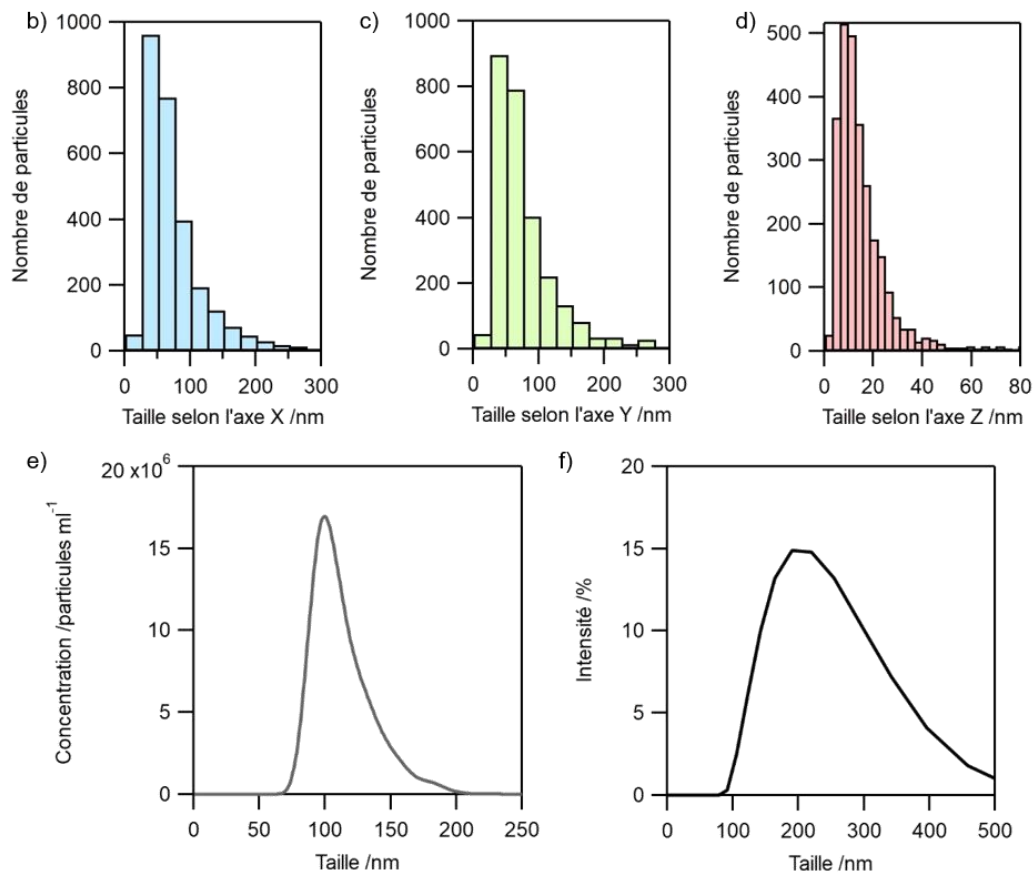 b)
1000
800
600
400
200
0
Nombre de particules
0 100 200 300
Taille selon l'axe X /nm
c)
1000
800
600
400
200
0
Nombre de particules
0 100 200 300
Taille selon l'axe Y /nm
d)
500
400
300
200
100
0
Nombre de particules
0 20 40 60 80
Taille selon l'axe Z /nm
e)
20 x10⁶
15
10
5
0
Concentration /particules ml⁻¹
0 50 100 150 200 250
Taille /nm
f)
20
15
10
5
0
Intensité /%
0 100 200 300 400 500
Taille /nm